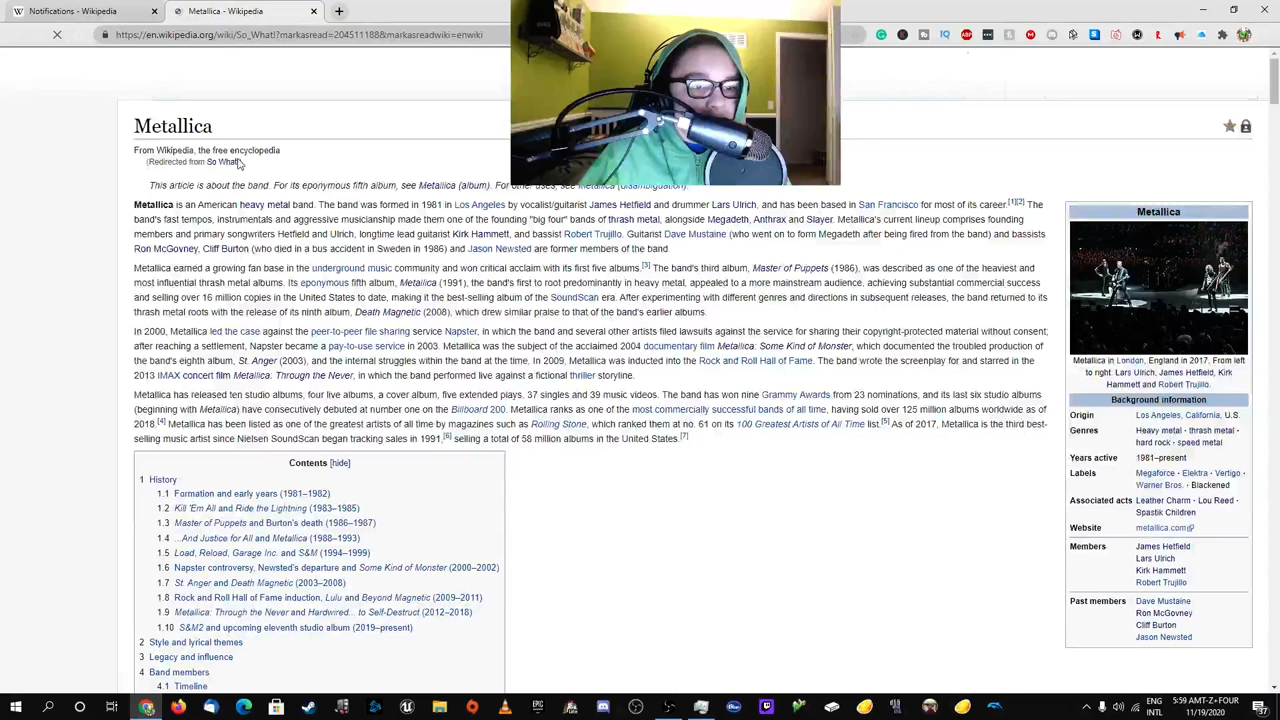 Notifications - Wikipedia
Metallica - Wikipedia
https://en.wikipedia.org/wiki/So_What!?markasread=204511188&markasreadwiki=enwiki
Metallica
From Wikipedia, the free encyclopedia
(Redirected from So What!)
This article is about the band. For its eponymous fifth album, see Metallica (album). For other uses, see Metallica (disambiguation).
Metallica is an American heavy metal band. The band was formed in 1981 in Los Angeles by vocalist/guitarist James Hetfield and drummer Lars Ulrich, and has been based in San Francisco for most of its career.[1][2] The
band's fast tempos, instrumentals and aggressive musicianship made them one of the founding "big four" bands of thrash metal, alongside Megadeth, Anthrax and Slayer. Metallica's current lineup comprises founding
members and primary songwriters Hetfield and Ulrich, longtime lead guitarist Kirk Hammett, and bassist Robert Trujillo. Guitarist Dave Mustaine (who went on to form Megadeth after being fired from the band) and bassists
Ron McGovney, Cliff Burton (who died in a bus accident in Sweden in 1986) and Jason Newsted are former members of the band.
Metallica earned a growing fan base in the underground music community and won critical acclaim with its first five albums.[3] The band's third album, Master of Puppets (1986), was described as one of the heaviest and
most influential thrash metal albums. Its eponymous fifth album, Metallica (1991), the band's first to root predominantly in heavy metal, appealed to a more mainstream audience, achieving substantial commercial success
and selling over 16 million copies in the United States to date, making it the best-selling album of the SoundScan era. After experimenting with different genres and directions in subsequent releases, the band returned to its
thrash metal roots with the release of its ninth album, Death Magnetic (2008), which drew similar praise to that of the band's earlier albums.
In 2000, Metallica led the case against the peer-to-peer file sharing service Napster, in which the band and several other artists filed lawsuits against the service for sharing their copyright-protected material without consent;
after reaching a settlement, Napster became a pay-to-use service in 2003. Metallica was the subject of the acclaimed 2004 documentary film Metallica: Some Kind of Monster, which documented the troubled production of
the band's eighth album, St. Anger (2003), and the internal struggles within the band at the time. In 2009, Metallica was inducted into the Rock and Roll Hall of Fame. The band wrote the screenplay for and starred in the
2013 IMAX concert film Metallica: Through the Never, in which the band performed live against a fictional thriller storyline.
Metallica has released ten studio albums, four live albums, a cover album, five extended plays, 37 singles and 39 music videos. The band has won nine Grammy Awards from 23 nominations, and its last six studio albums
(beginning with Metallica) have consecutively debuted at number one on the Billboard 200. Metallica ranks as one of the most commercially successful bands of all time, having sold over 125 million albums worldwide as of
2018.[4] Metallica has been listed as one of the greatest artists of all time by magazines such as Rolling Stone, which ranked them at no. 61 on its 100 Greatest Artists of All Time list.[5] As of 2017, Metallica is the third best-
selling music artist since Nielsen SoundScan began tracking sales in 1991,[6] selling a total of 58 million albums in the United States.[7]
Contents [hide]
1 History
1.1 Formation and early years (1981–1982)
1.2 Kill 'Em All and Ride the Lightning (1983–1985)
1.3 Master of Puppets and Burton's death (1986–1987)
1.4 ...And Justice for All and Metallica (1988–1993)
1.5 Load, Reload, Garage Inc. and S&M (1994–1999)
1.6 Napster controversy, Newsted's departure and Some Kind of Monster (2000–2002)
1.7 St. Anger and Death Magnetic (2003–2008)
1.8 Rock and Roll Hall of Fame induction, Lulu and Beyond Magnetic (2009–2011)
1.9 Metallica: Through the Never and Hardwired... to Self-Destruct (2012–2018)
1.10 S&M2 and upcoming eleventh studio album (2019–present)
2 Style and lyrical themes
3 Legacy and influence
4 Band members
4.1 Timeline
Metallica
Metallica in London, England in 2017. From left
to right: Lars Ulrich, James Hetfield, Kirk
Hammett and Robert Trujillo.
Background information
Origin Los Angeles, California, U.S.
Genres Heavy metal · thrash metal ·
hard rock · speed metal
Years active 1981–present
Labels Megaforce · Elektra · Vertigo ·
Warner Bros. · Blackened
Associated acts Leather Charm · Lou Reed ·
Spastik Children
Website metallica.com
Members James Hetfield
Lars Ulrich
Kirk Hammett
Robert Trujillo
Past members Dave Mustaine
Ron McGovney
Cliff Burton
Jason Newsted
ENG
INTL
5:59 AMT-Z+FOUR
11/19/2020